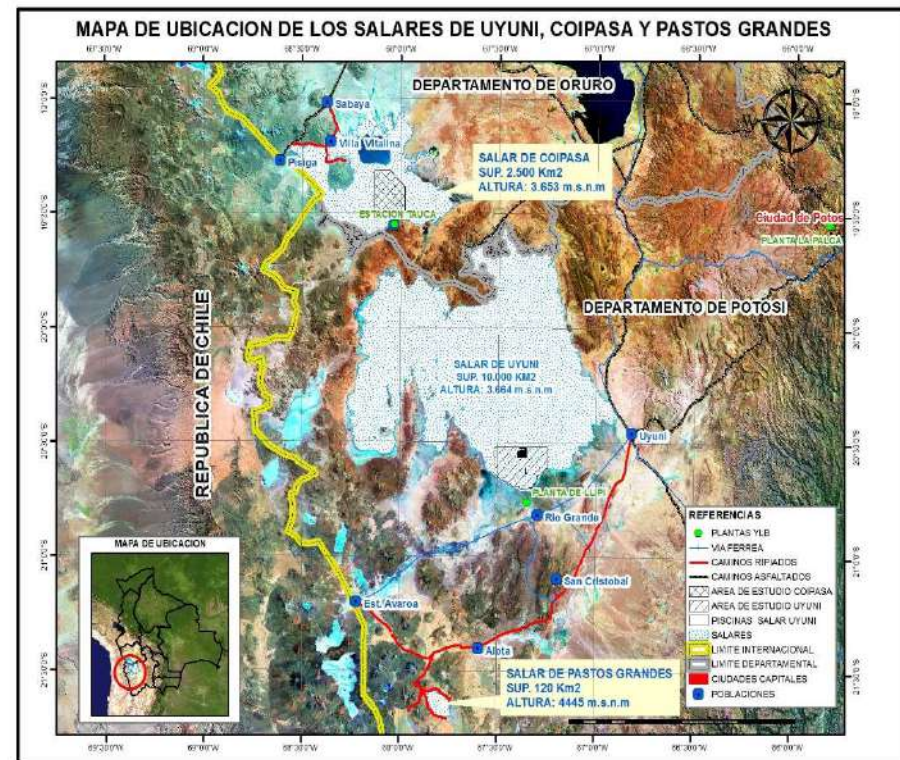 MAPA DE UBICACION DE LOS SALARES DE UYUNI, COIPASA Y PASTOS GRANDES
DEPARTAMENTO DE ORURO
Sabaya
Villa Vitalina
Pisiga
SALAR DE COIPASA
SUP. 2.500 Km2
ALTURA: 3.653 m.s.n.m
ESTACION TAUCA
Ciudad de Potos
PLANTA LA PALCA
REPUBLICA DE CHILE
DEPARTAMENTO DE POTOSI
SALAR DE UYUNI
SUP. 10.000 KM2
ALTURA: 3.664 m.s.n.m
Uyuni
PLANTA DE LLIPI
Rio Grande
San Cristobal
Est. Avaroa
Alota
SALAR DE PASTOS GRANDES
SUP. 120 Km2
ALTURA: 4445 m.s.n.m
MAPA DE UBICACION
REFERENCIAS
PLANTAS YLB
VIA FERREA
CAMINOS RIPIADOS
CAMINOS ASFALTADOS
AREA DE ESTUDIO COIPASA
AREA DE ESTUDIO UYUNI
PISCINAS SALAR UYUNI
SALARES
LIMITE INTERNACIONAL
LIMITE DEPARTAMENTAL
CIUDADES CAPITALES
POBLACIONES